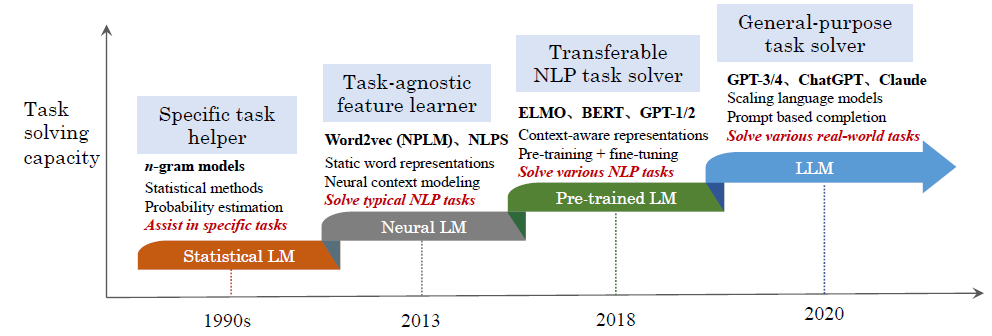 Task
solving
capacity
Specific task
helper
n-gram models
Statistical methods
Probability estimation
Assist in specific tasks
Statistical LM
1990s
Task-agnostic
feature learner
Word2vec (NPLM)、NLPS
Static word representations
Neural context modeling
Solve typical NLP tasks
Neural LM
2013
Transferable
NLP task solver
ELMO、BERT、GPT-1/2
Context-aware representations
Pre-training + fine-tuning
Solve various NLP tasks
Pre-trained LM
2018
General-purpose
task solver
GPT-3/4、ChatGPT、Claude
Scaling language models
Prompt based completion
Solve various real-world tasks
LLM
2020